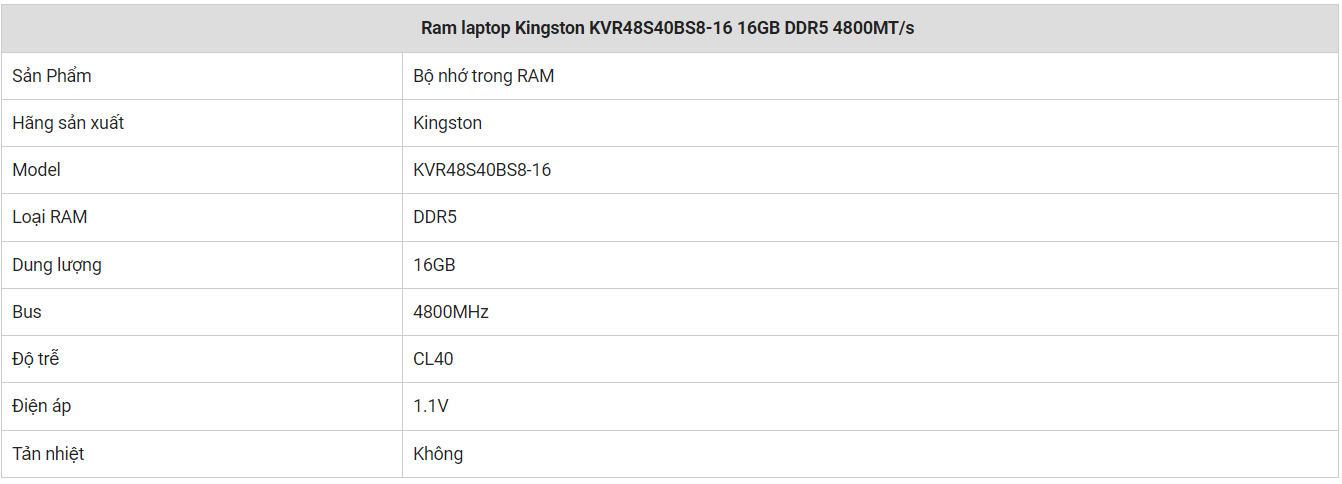 Ram laptop Kingston KVR48S40BS8-16 16GB DDR5 4800MT/s
Sản Phẩm Bộ nhớ trong RAM
Hãng sản xuất Kingston
Model KVR48S40BS8-16
Loại RAM DDR5
Dung lượng 16GB
Bus 4800MHz
Độ trễ CL40
Điện áp 1.1V
Tản nhiệt Không